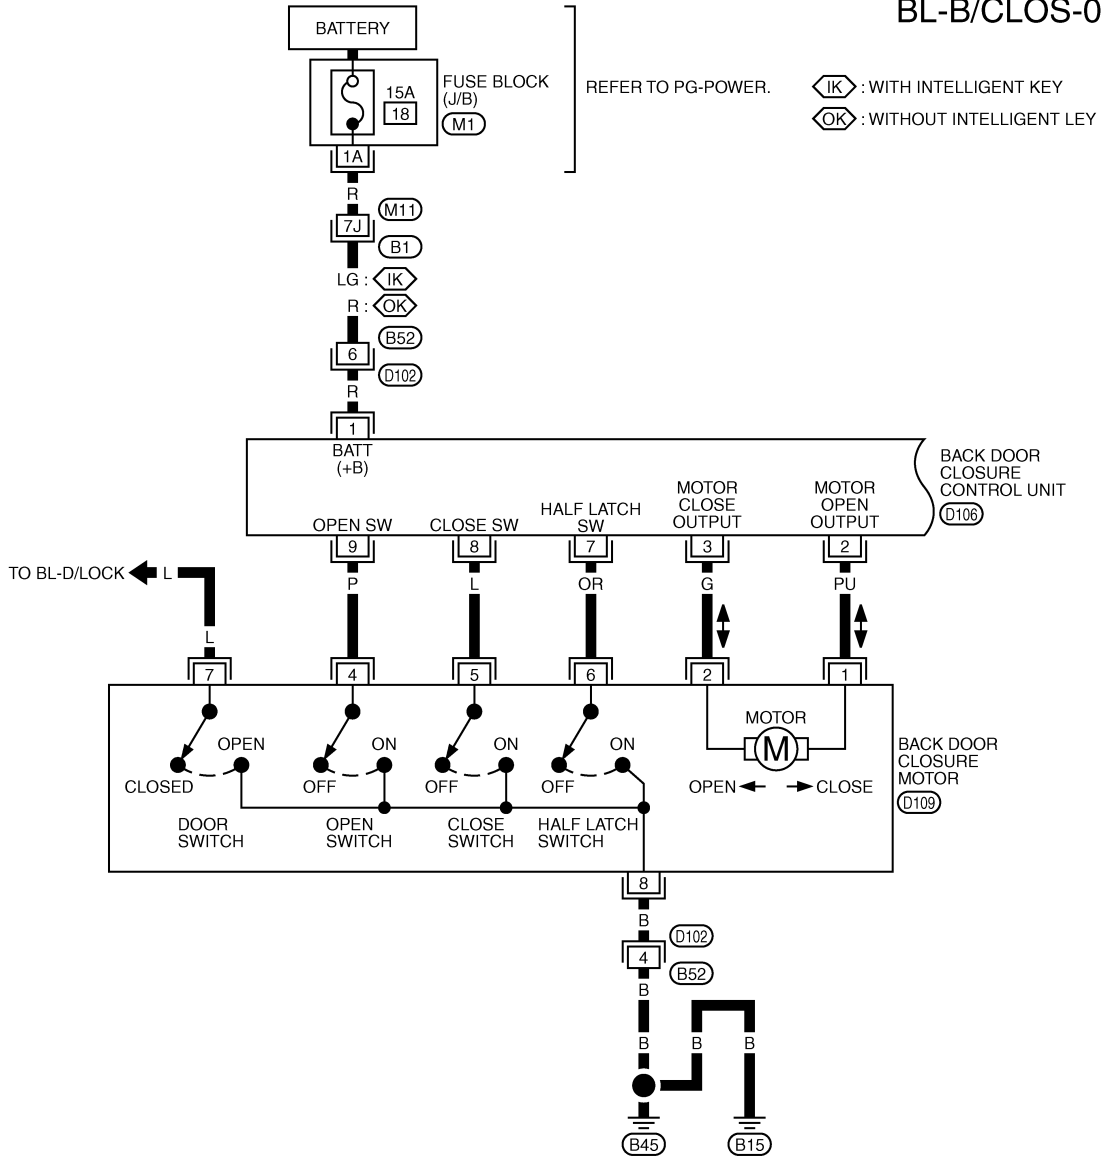 BL-B/CLOS-0
BATTERY
15A
18
FUSE BLOCK
(J/B)
M1
REFER TO PG-POWER.
IK : WITH INTELLIGENT KEY
OK : WITHOUT INTELLIGENT LEY
1A
R
M11
7J
B1
LG : IK
R : OK
B52
6
D102
R
1
BATT
(+B)
BACK DOOR
CLOSURE
CONTROL UNIT
D106
OPEN SW
CLOSE SW
HALF LATCH
SW
MOTOR
CLOSE
OUTPUT
MOTOR
OPEN
OUTPUT
9 8 7 3 2
TO BL-D/LOCK L
P L OR G PU
L
7 4 5 6 2 1
MOTOR
M
OPEN CLOSE
OPEN
CLOSED
ON
OFF
ON
OFF
ON
OFF
DOOR
SWITCH
OPEN
SWITCH
CLOSE
SWITCH
HALF LATCH
SWITCH
BACK DOOR
CLOSURE
MOTOR
D109
8
B
D102
4
B52
B
B B B
B45 B15